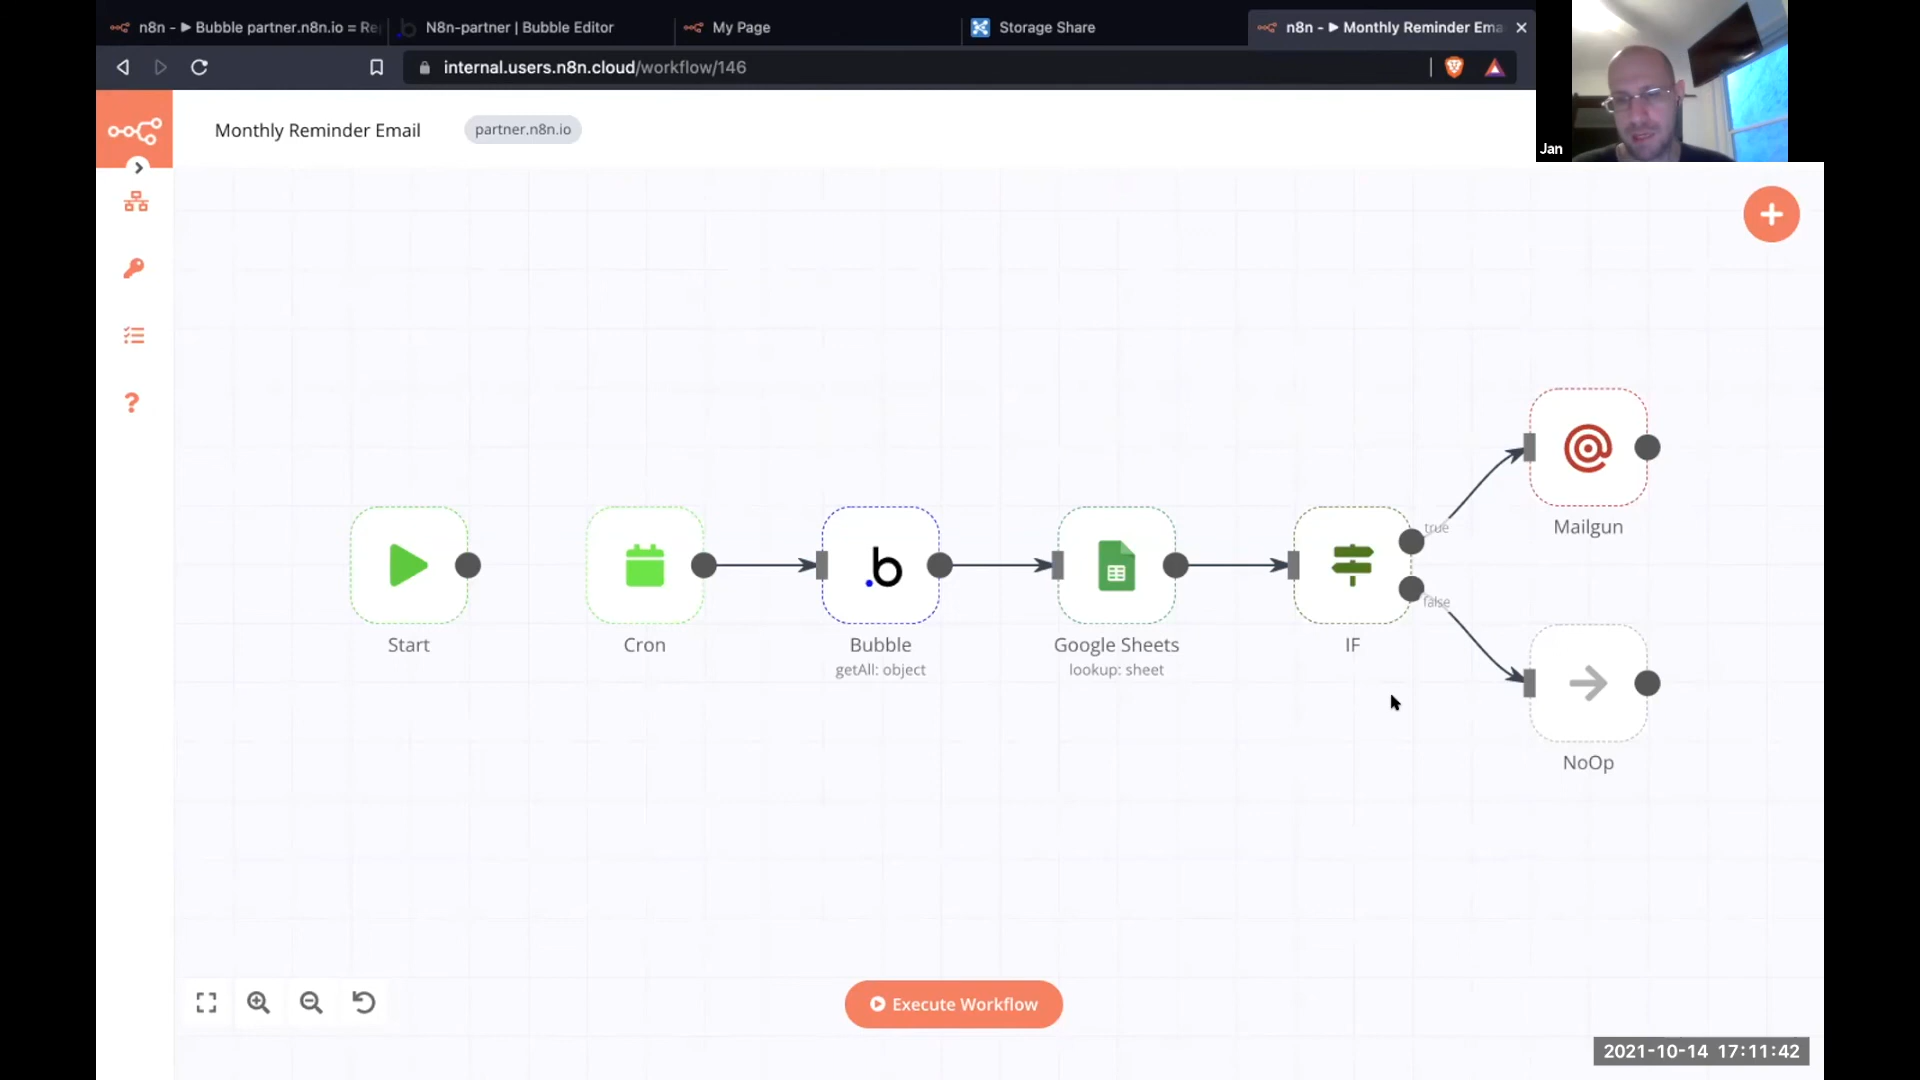 n8n - ▶ Bubble partner.n8n.io = Re
N8n-partner | Bubble Editor
My Page
Storage Share
n8n - ▶ Monthly Reminder Ema
internal.users.n8n.cloud/workflow/146
Jan
Monthly Reminder Email
partner.n8n.io
Mailgun
true
false
Start
Cron
Bubble
getAll: object
Google Sheets
lookup: sheet
IF
NoOp
Execute Workflow
2021-10-14 17:11:42